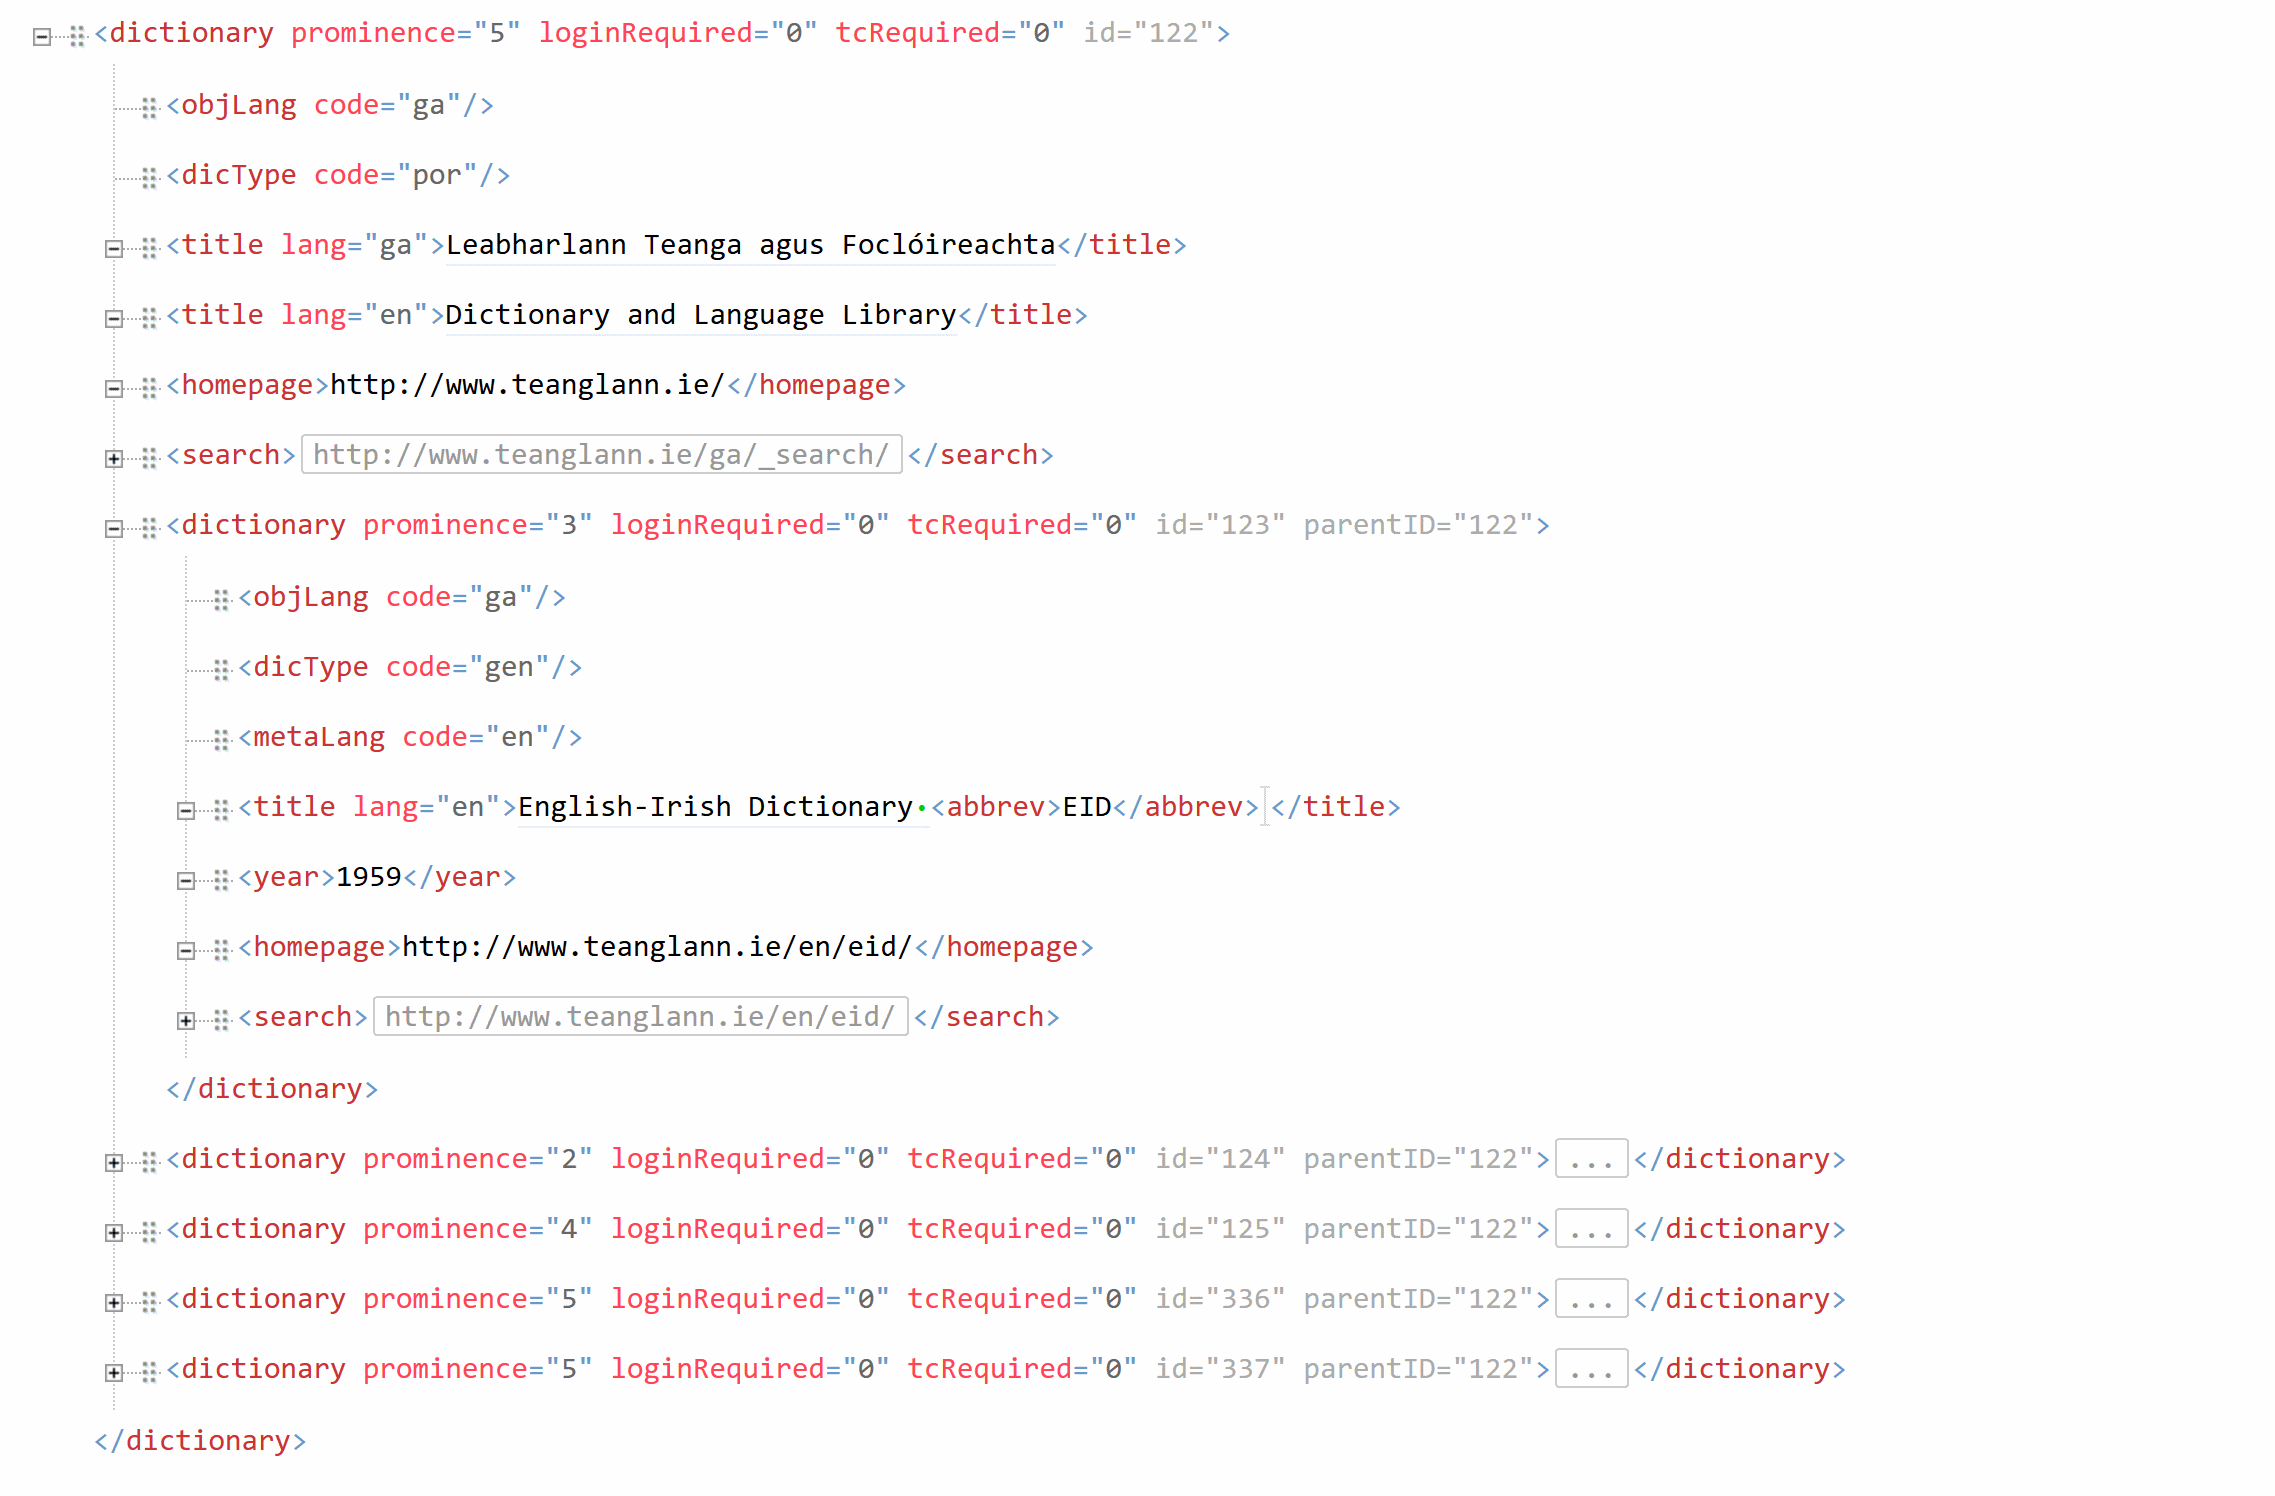 <dictionary prominence="5" loginRequired="0" tcRequired="0" id="122">
<objLang code="ga"/>
<dicType code="por"/>
<title lang="ga">Leabharlann Teanga agus Foclóireachta</title>
<title lang="en">Dictionary and Language Library</title>
<homepage>http://www.teanglann.ie/</homepage>
<search>http://www.teanglann.ie/ga/_search/</search>
<dictionary prominence="3" loginRequired="0" tcRequired="0" id="123" parentID="122">
<objLang code="ga"/>
<dicType code="gen"/>
<metaLang code="en"/>
<title lang="en">English-Irish Dictionary·<abbrev>EID</abbrev></title>
<year>1959</year>
<homepage>http://www.teanglann.ie/en/eid/</homepage>
<search>http://www.teanglann.ie/en/eid/</search>
</dictionary>
<dictionary prominence="2" loginRequired="0" tcRequired="0" id="124" parentID="122">...</dictionary>
<dictionary prominence="4" loginRequired="0" tcRequired="0" id="125" parentID="122">...</dictionary>
<dictionary prominence="5" loginRequired="0" tcRequired="0" id="336" parentID="122">...</dictionary>
<dictionary prominence="5" loginRequired="0" tcRequired="0" id="337" parentID="122">...</dictionary>
</dictionary>